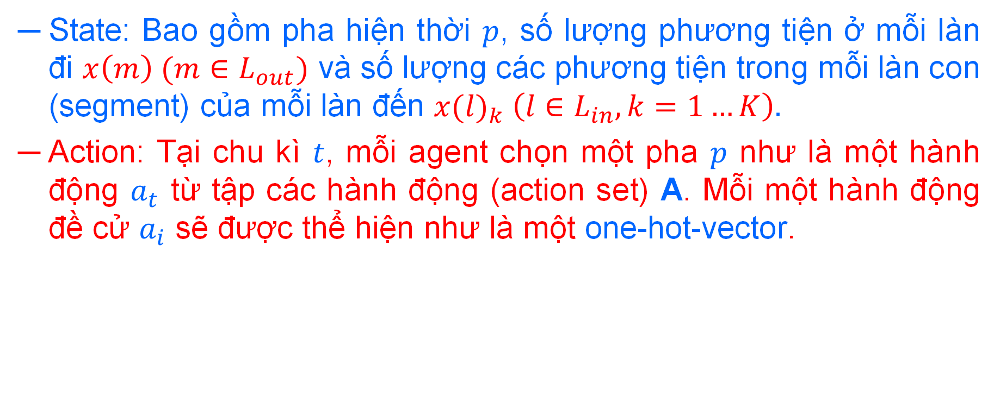 — State: Bao gồm pha hiện thời 𝑝, số lượng phương tiện ở mỗi làn
đi 𝑥(𝑚) (𝑚 ∈ 𝐿_{𝑜𝑢𝑡}) và số lượng các phương tiện trong mỗi làn con
(segment) của mỗi làn đến 𝑥(𝑙)_𝑘 (𝑙 ∈ 𝐿_{𝑖𝑛}, 𝑘 = 1 … 𝐾).
— Action: Tại chu kì 𝑡, mỗi agent chọn một pha 𝑝 như là một hành
động 𝑎_𝑡 từ tập các hành động (action set) A. Mỗi một hành động
đề cử 𝑎_𝑖 sẽ được thể hiện như là một one-hot-vector.